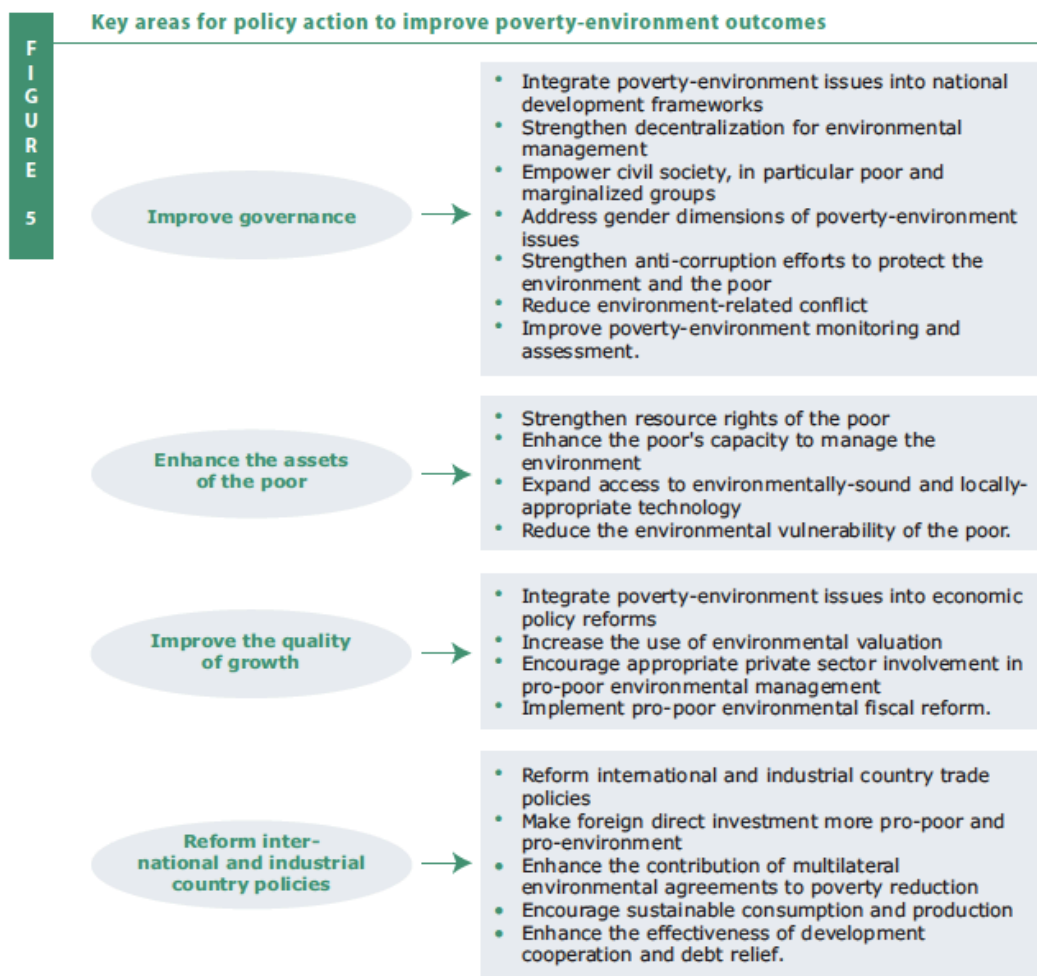 Key areas for policy action to improve poverty-environment outcomes
F
I
G
U
R
E
5
Improve governance
• Integrate poverty-environment issues into national
development frameworks
• Strengthen decentralization for environmental
management
• Empower civil society, in particular poor and
marginalized groups
• Address gender dimensions of poverty-environment
issues
• Strengthen anti-corruption efforts to protect the
environment and the poor
• Reduce environment-related conflict
• Improve poverty-environment monitoring and
assessment.
Enhance the assets
of the poor
• Strengthen resource rights of the poor
• Enhance the poor's capacity to manage the
environment
• Expand access to environmentally-sound and locally-
appropriate technology
• Reduce the environmental vulnerability of the poor.
Improve the quality
of growth
• Integrate poverty-environment issues into economic
policy reforms
• Increase the use of environmental valuation
• Encourage appropriate private sector involvement in
pro-poor environmental management
• Implement pro-poor environmental fiscal reform.
Reform inter-
national and industrial
country policies
• Reform international and industrial country trade
policies
• Make foreign direct investment more pro-poor and
pro-environment
• Enhance the contribution of multilateral
environmental agreements to poverty reduction
• Encourage sustainable consumption and production
• Enhance the effectiveness of development
cooperation and debt relief.